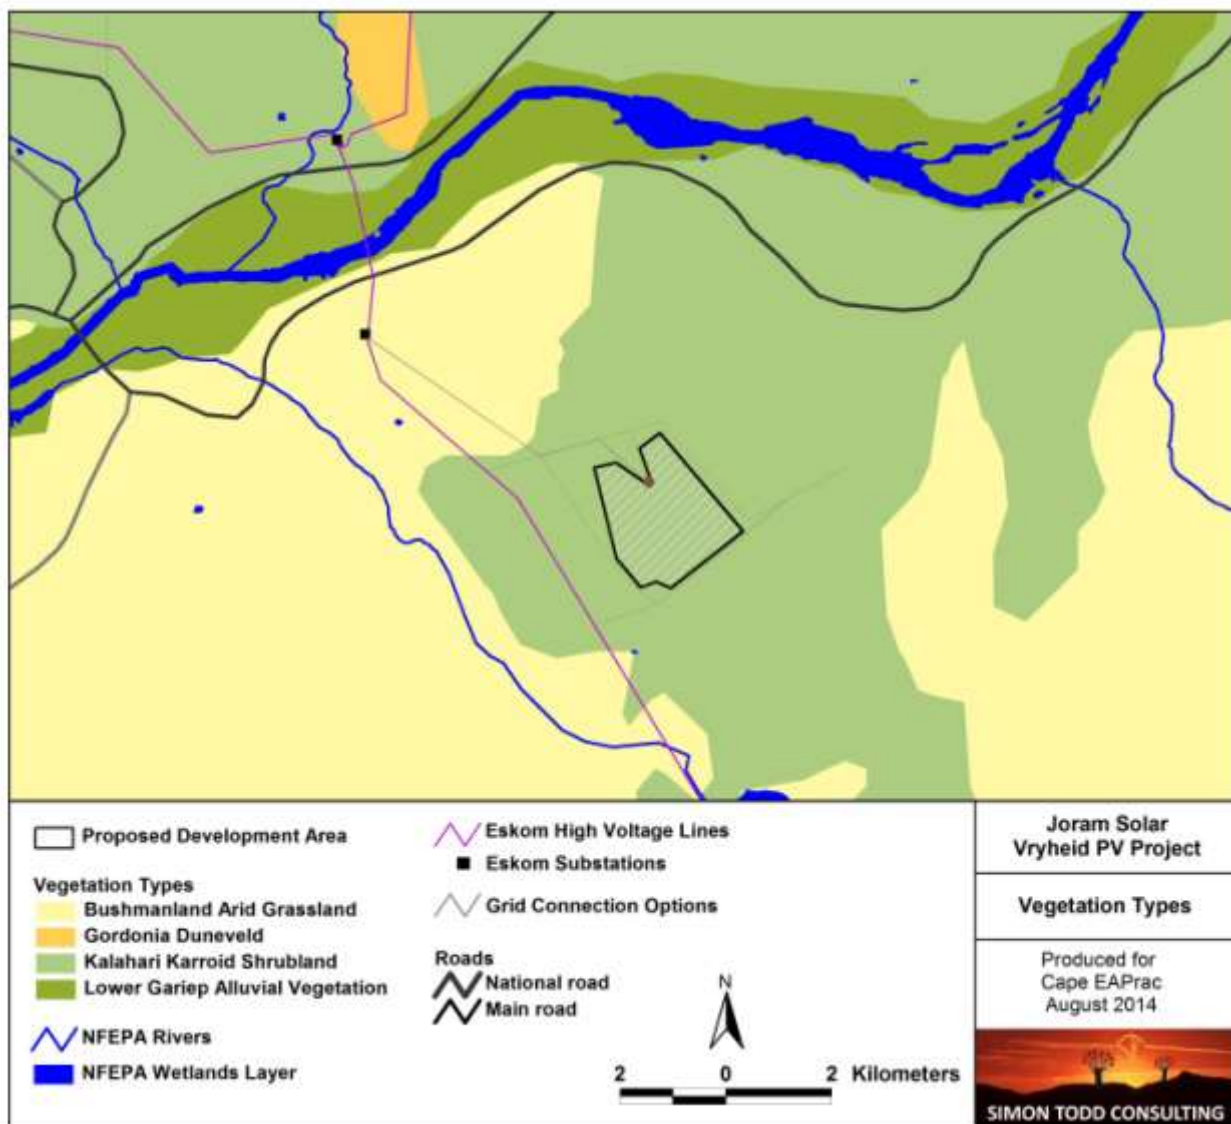 Proposed Development Area
Vegetation Types
Bushmanland Arid Grassland
Gordonia Duneveld
Kalahari Karroid Shrubland
Lower Gariep Alluvial Vegetation
NFEPA Rivers
NFEPA Wetlands Layer
Eskom High Voltage Lines
Eskom Substations
Grid Connection Options
Roads
National road
Main road
N
2 0 2 Kilometers
Joram Solar
Vryheid PV Project
Vegetation Types
Produced for
Cape EAPrac
August 2014
SIMON TODD CONSULTING